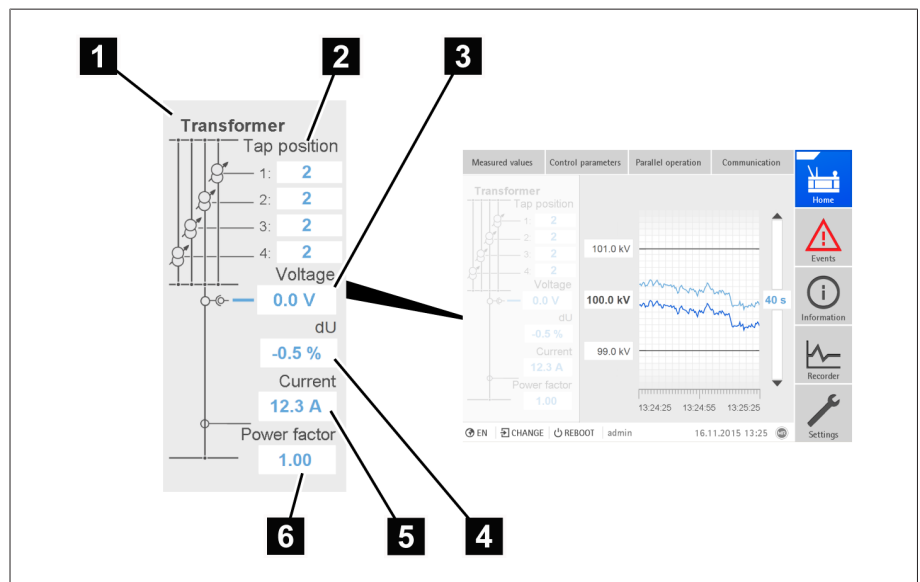 1
2
3
Transformer
Tap position
1: 2
2: 2
3: 2
4: 2
Voltage
0.0 V
dU
-0.5 %
Current
12.3 A
Power factor
1.00
6
5
4
Measured values
Control parameters
Parallel operation
Communication
Transformer
Tap position
1: 2
2: 2
3: 2
4: 2
Voltage
0.0 V
dU
-0.5 %
Current
12.3 A
Power factor
1.00
101.0 kV
100.0 kV
99.0 kV
40 s
13:24:25 13:24:55 13:25:25
EN CHANGE REBOOT admin 16.11.2015 13:25
Home
Events
Information
Recorder
Settings